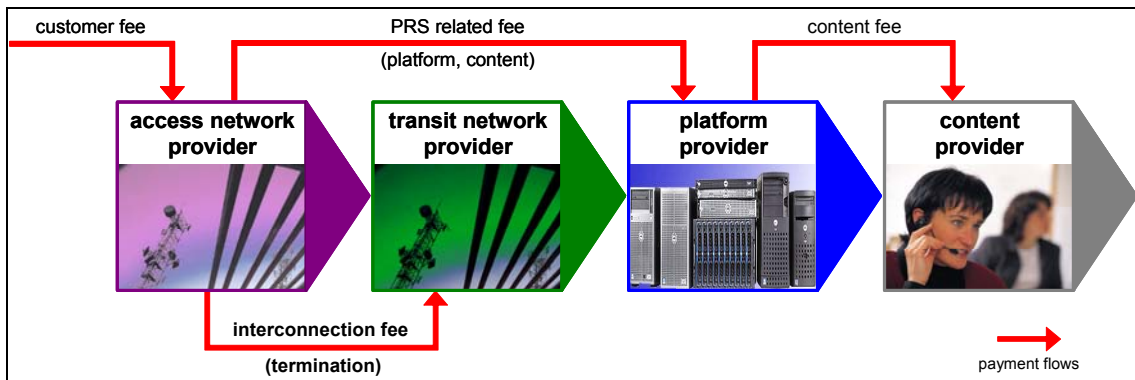 customer fee
PRS related fee
(platform, content)
content fee
access network
provider
transit network
provider
platform
provider
content
provider
interconnection fee
(termination)
payment flows